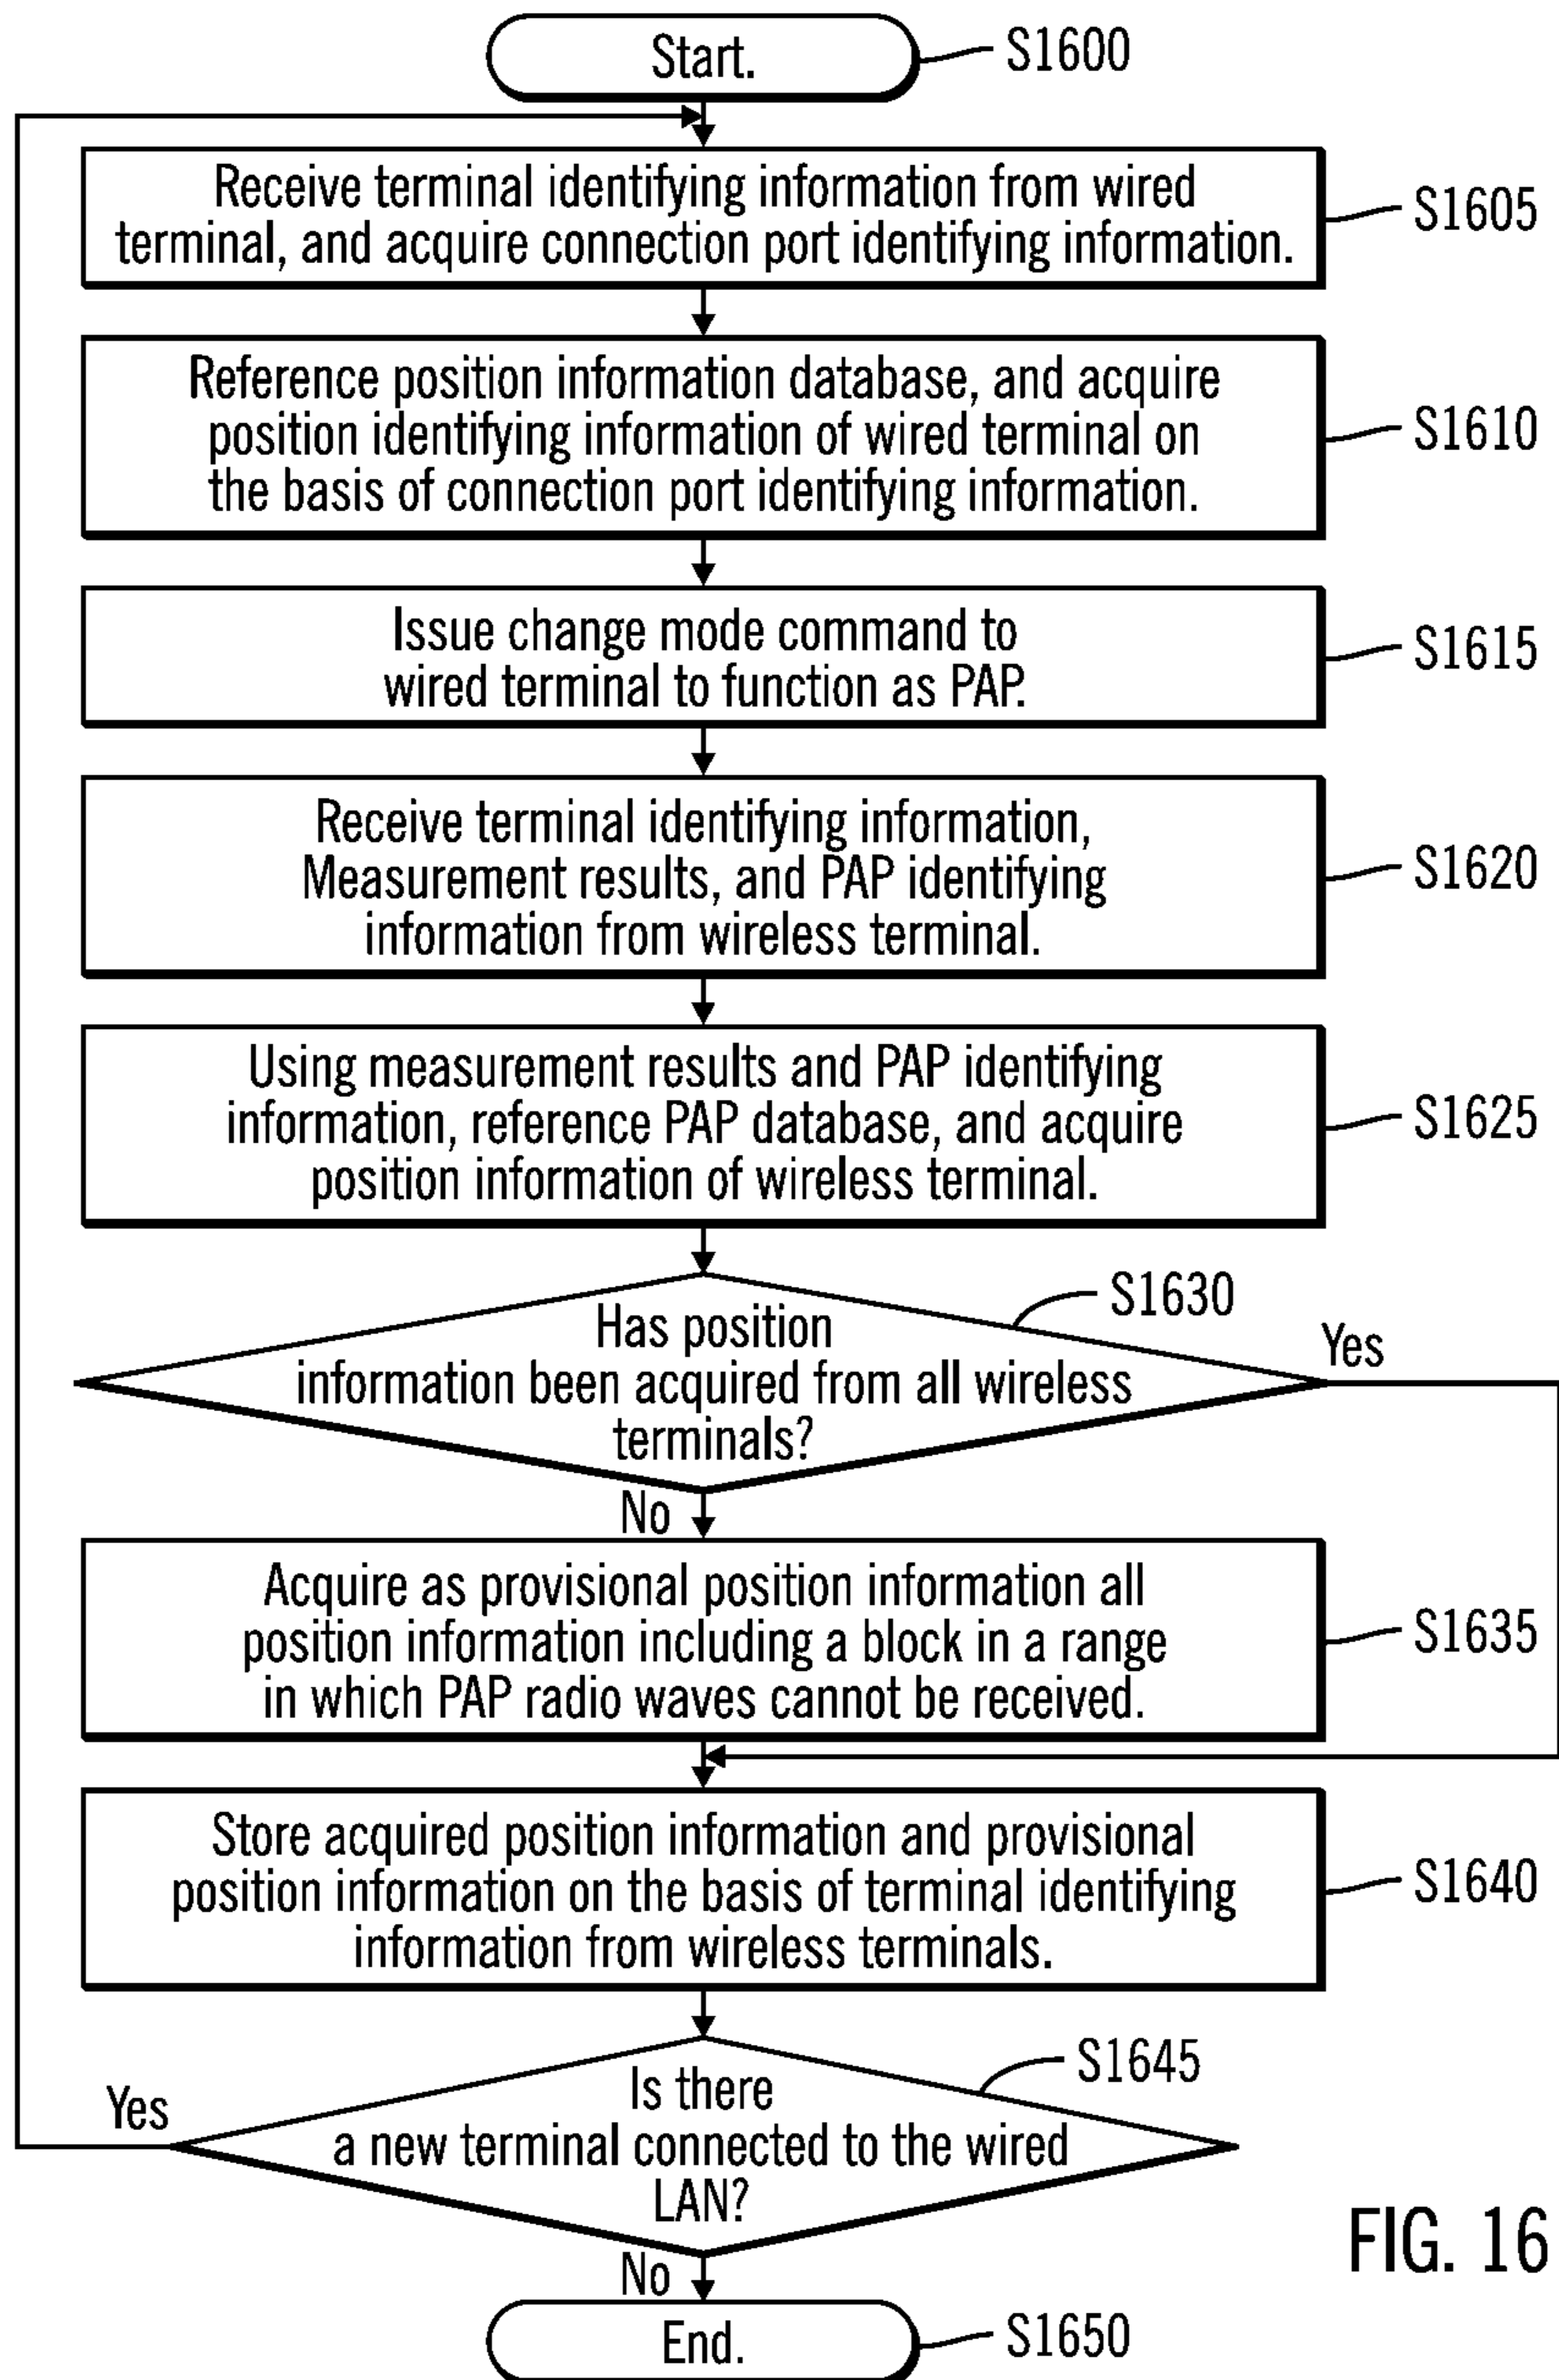 Start.
S1600
Receive terminal identifying information from wired
terminal, and acquire connection port identifying information.
S1605
Reference position information database, and acquire
position identifying information of wired terminal on
the basis of connection port identifying information.
S1610
Issue change mode command to
wired terminal to function as PAP.
S1615
Receive terminal identifying information,
Measurement results, and PAP identifying
information from wireless terminal.
S1620
Using measurement results and PAP identifying
information, reference PAP database, and acquire
position information of wireless terminal.
S1625
S1630
Has position
information been acquired from all wireless
terminals?
Yes
No
Acquire as provisional position information all
position information including a block in a range
in which PAP radio waves cannot be received.
S1635
Store acquired position information and provisional
position information on the basis of terminal identifying
information from wireless terminals.
S1640
S1645
Is there
a new terminal connected to the wired
LAN?
Yes
No
End.
S1650
FIG. 16